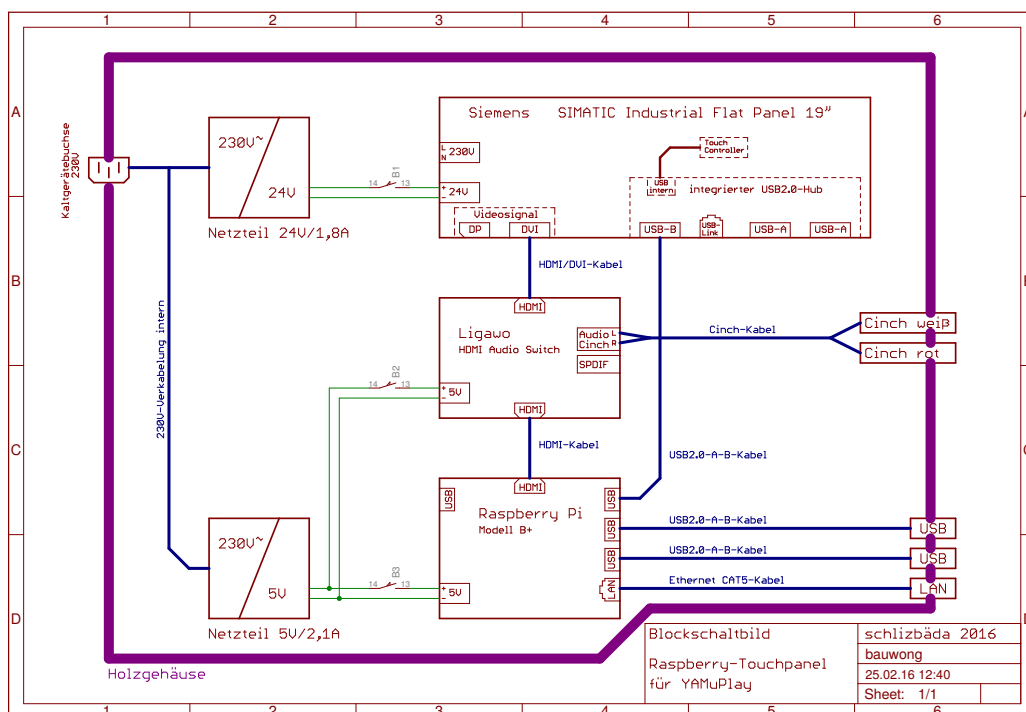 1 2 3 4 5 6
A
A
Siemens SIMATIC Industrial Flat Panel 19"
Kaltgerätebuchse
230V
230V~
24V
Netzteil 24V/1,8A
14 13
B1
L
N 230V
+
- 24V
Touch
Controller
USB
intern
integrierter USB2.0-Hub
Videosignal
DP
DVI
USB-B
USB-
Link
USB-A
USB-A
B
B
HDMI/DVI-Kabel
230V-Verkabelung intern
HDMI
Ligawo
HDMI Audio Switch
Audio L
Cinch R
SPDIF
Cinch-Kabel
Cinch weiß
Cinch rot
14 13
B2
+
- 5V
HDMI
C
C
HDMI-Kabel
USB2.0-A-B-Kabel
HDMI
USB
Raspberry Pi
Modell B+
USB
USB
USB
LAN
USB2.0-A-B-Kabel
USB
USB2.0-A-B-Kabel
USB
Ethernet CAT5-Kabel
LAN
230V~
5V
Netzteil 5V/2,1A
14 13
B3
+
- 5V
D
D
Holzgehäuse
Blockschaltbild
Raspberry-Touchpanel
für YAMuPlay
schlizbäda 2016
bauwong
25.02.16 12:40
Sheet: 1/1
1 2 3 4 5 6